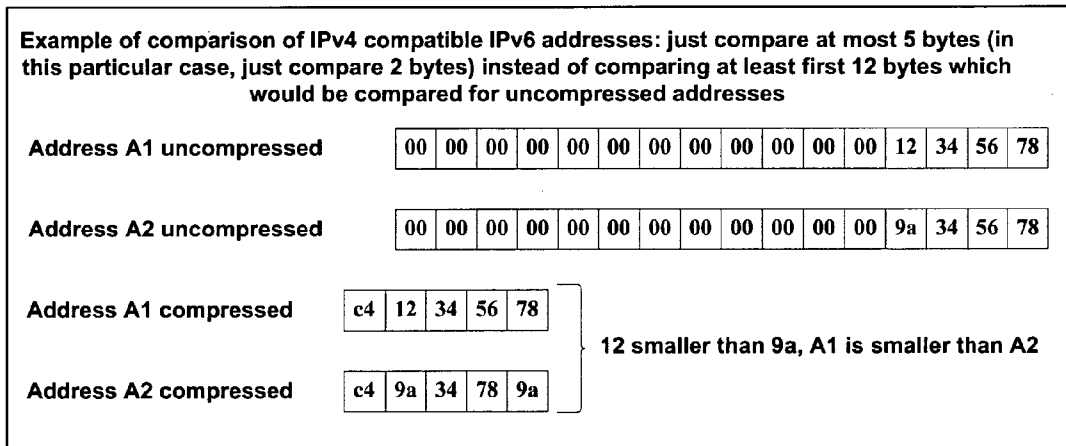 Example of comparison of IPv4 compatible IPv6 addresses: just compare at most 5 bytes (in
this particular case, just compare 2 bytes) instead of comparing at least first 12 bytes which
would be compared for uncompressed addresses
Address A1 uncompressed 00 00 00 00 00 00 00 00 00 00 00 00 12 34 56 78
Address A2 uncompressed 00 00 00 00 00 00 00 00 00 00 00 00 9a 34 56 78
Address A1 compressed c4 12 34 56 78
12 smaller than 9a, A1 is smaller than A2
Address A2 compressed c4 9a 34 78 9a